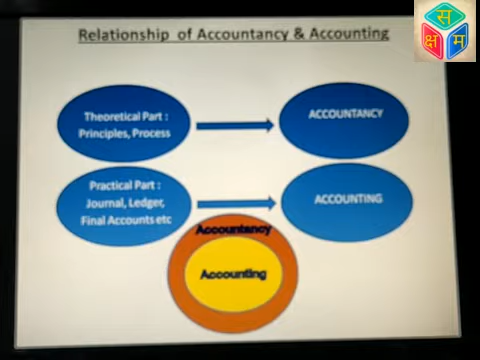 Relationship of Accountancy & Accounting
स
क्ष म
Theoretical Part :
Principles, Process
ACCOUNTANCY
Practical Part :
Journal, Ledger,
Final Accounts etc
ACCOUNTING
Accountancy
Accounting